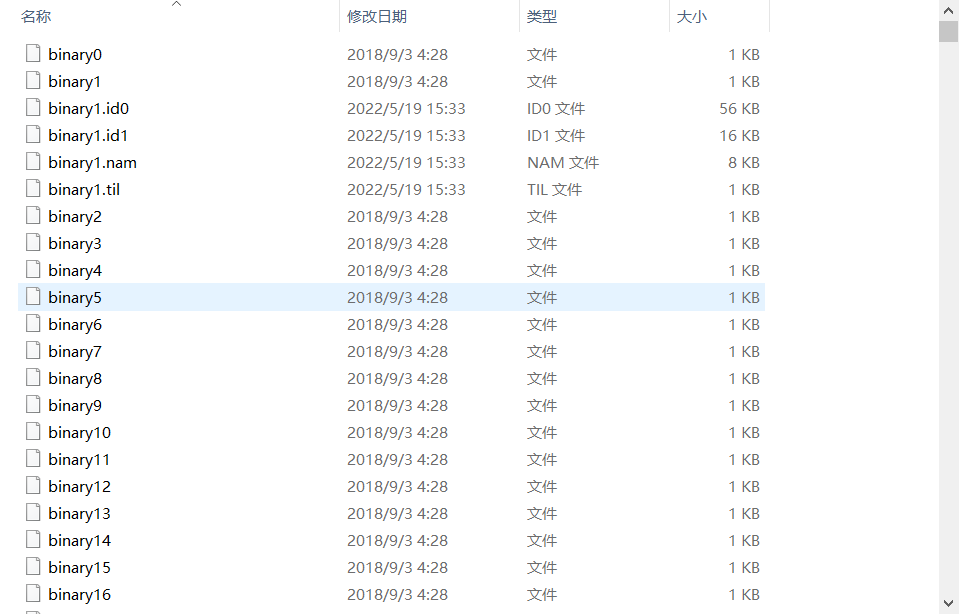 名称 修改日期 类型 大小
binary0 2018/9/3 4:28 文件 1 KB
binary1 2018/9/3 4:28 文件 1 KB
binary1.id0 2022/5/19 15:33 ID0 文件 56 KB
binary1.id1 2022/5/19 15:33 ID1 文件 16 KB
binary1.nam 2022/5/19 15:33 NAM 文件 8 KB
binary1.til 2022/5/19 15:33 TIL 文件 1 KB
binary2 2018/9/3 4:28 文件 1 KB
binary3 2018/9/3 4:28 文件 1 KB
binary4 2018/9/3 4:28 文件 1 KB
binary5 2018/9/3 4:28 文件 1 KB
binary6 2018/9/3 4:28 文件 1 KB
binary7 2018/9/3 4:28 文件 1 KB
binary8 2018/9/3 4:28 文件 1 KB
binary9 2018/9/3 4:28 文件 1 KB
binary10 2018/9/3 4:28 文件 1 KB
binary11 2018/9/3 4:28 文件 1 KB
binary12 2018/9/3 4:28 文件 1 KB
binary13 2018/9/3 4:28 文件 1 KB
binary14 2018/9/3 4:28 文件 1 KB
binary15 2018/9/3 4:28 文件 1 KB
binary16 2018/9/3 4:28 文件 1 KB